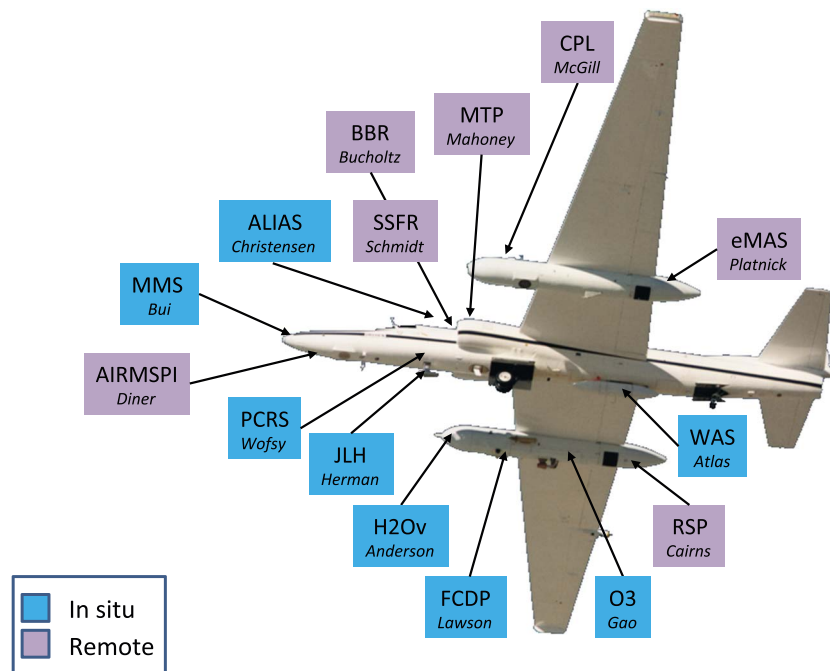 CPL
McGill
MTP
Mahoney
BBR
Bucholtz
ALIAS
Christensen
SSFR
Schmidt
eMAS
Platnick
MMS
Bui
AIRMSPI
Diner
PCRS
Wofsy
JLH
Herman
WAS
Atlas
H2Ov
Anderson
RSP
Cairns
FCDP
Lawson
O3
Gao
In situ
Remote